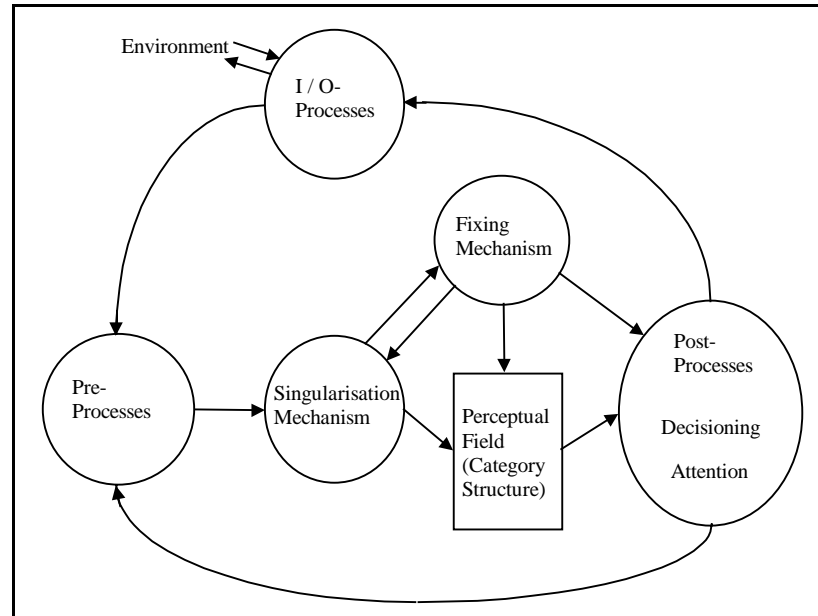 Environment
I / O-
Processes
Fixing
Mechanism
Pre-
Processes
Singularisation
Mechanism
Perceptual
Field
(Category
Structure)
Post-
Processes
Decisioning
Attention